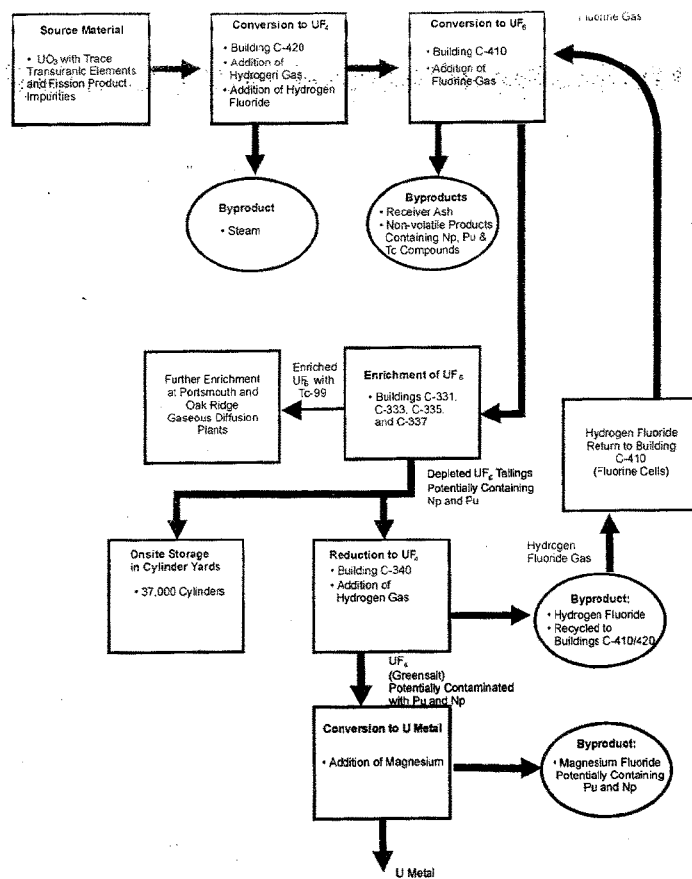 Fluorine Gas
Source Material
• UO₃ with Trace
Transuranic Elements
and Fission Product
Impurities
Conversion to UF₄
• Building C-420
• Addition of
Hydrogen Gas
• Addition of Hydrogen
Fluoride
Conversion to UF₆
• Building C-410
• Addition of
Fluorine Gas
Byproduct
• Steam
Byproducts
• Receiver Ash
• Non-volatile Products
Containing Np, Pu &
Tc Compounds
Further Enrichment
at Portsmouth and
Oak Ridge
Gaseous Diffusion
Plants
Enriched
UF₆ with
Tc-99
Enrichment of UF₆
• Buildings C-331,
C-333, C-335,
and C-337
Hydrogen Fluoride
Return to Building
C-410
(Fluorine Cells)
Depleted UF₆ Tailings
Potentially Containing
Np and Pu
Onsite Storage
in Cylinder Yards
• 37,000 Cylinders
Reduction to UF₄
• Building C-340
• Addition of
Hydrogen Gas
Hydrogen
Fluoride Gas
Byproduct:
• Hydrogen Fluoride
• Recycled to
Buildings C-410/420
UF₄
(Greensalt)
Potentially Contaminated
with Pu and Np
Conversion to U Metal
• Addition of Magnesium
Byproduct:
• Magnesium Fluoride
Potentially Containing
Pu and Np
U Metal